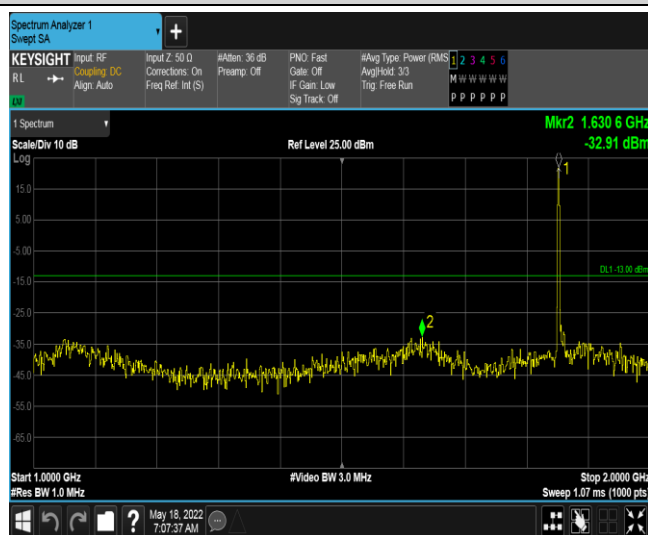 Spectrum Analyzer 1
Swept SA
+
KEYSIGHT
RL
LXI
Input: RF
Coupling: DC
Align: Auto
Input Z: 50 Ω
Corrections: On
Freq Ref: Int (S)
#Atten: 36 dB
Preamp: Off
PNO: Fast
Gate: Off
IF Gain: Low
Sig Track: Off
#Avg Type: Power (RMS
Avg|Hold: 3/3
Trig: Free Run
1 2 3 4 5 6
M W W W W W
P P P P P P
1 Spectrum
Mkr2 1.630 6 GHz
-32.91 dBm
Scale/Div 10 dB
Ref Level 25.00 dBm
Log
1
15.0
5.00
-5.00
DL1 -13.00 dBm
-15.0
-25.0
2
-35.0
-45.0
-55.0
-65.0
Start 1.0000 GHz
#Video BW 3.0 MHz
Stop 2.0000 GHz
#Res BW 1.0 MHz
Sweep 1.07 ms (1000 pts)
?
May 18, 2022
7:07:37 AM